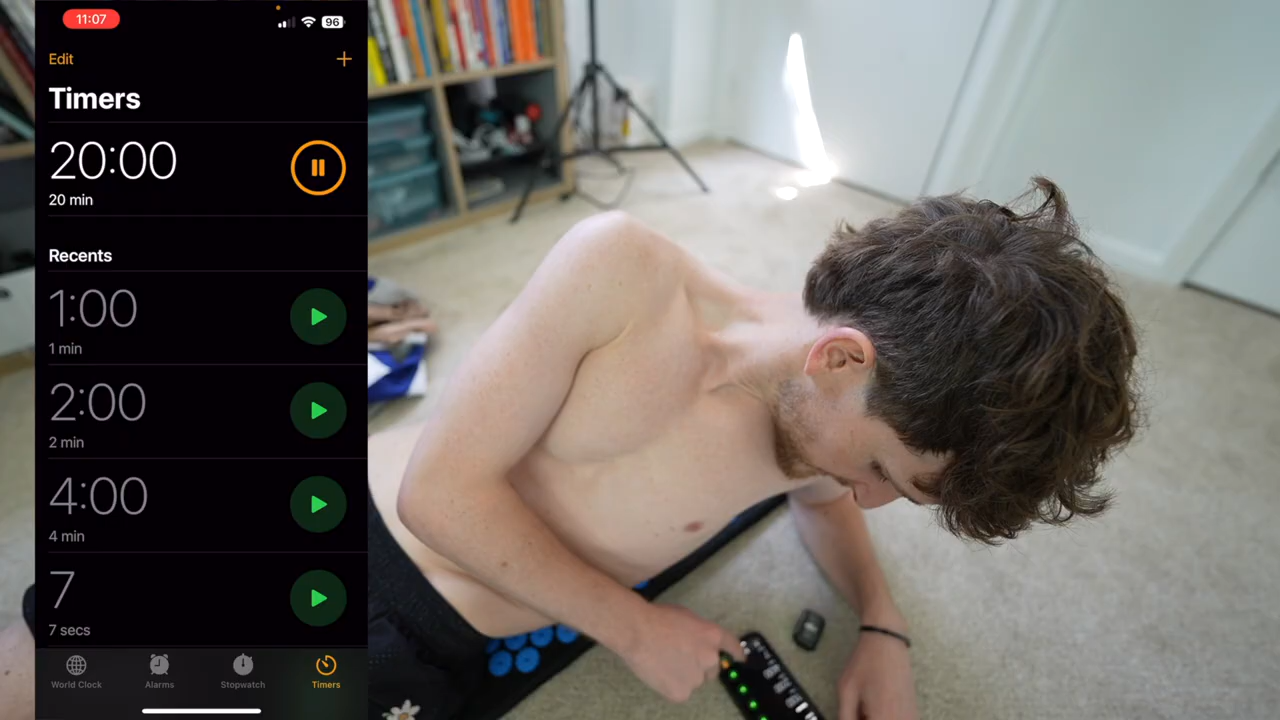 11:07
96
Edit
Timers
20:00
20 min
Recents
1:00
1 min
2:00
2 min
4:00
4 min
7
7 secs
World Clock
Alarms
Stopwatch
Timers